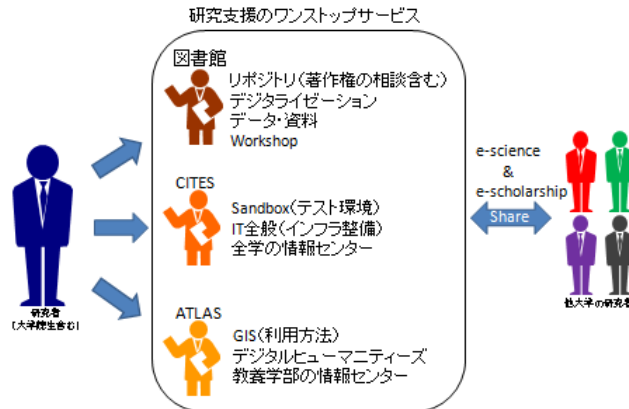 研究支援のワンストップサービス
図書館
リポジトリ(著作権の相談含む)
デジタライゼーション
データ・資料
Workshop
CITES
Sandbox(テスト環境)
IT全般(インフラ整備)
全学の情報センター
ATLAS
GIS(利用方法)
デジタルヒューマニティーズ
教養学部の情報センター
研究者
(大学院生含む)
e-science
&
e-scholarship
Share
他大学の研究者